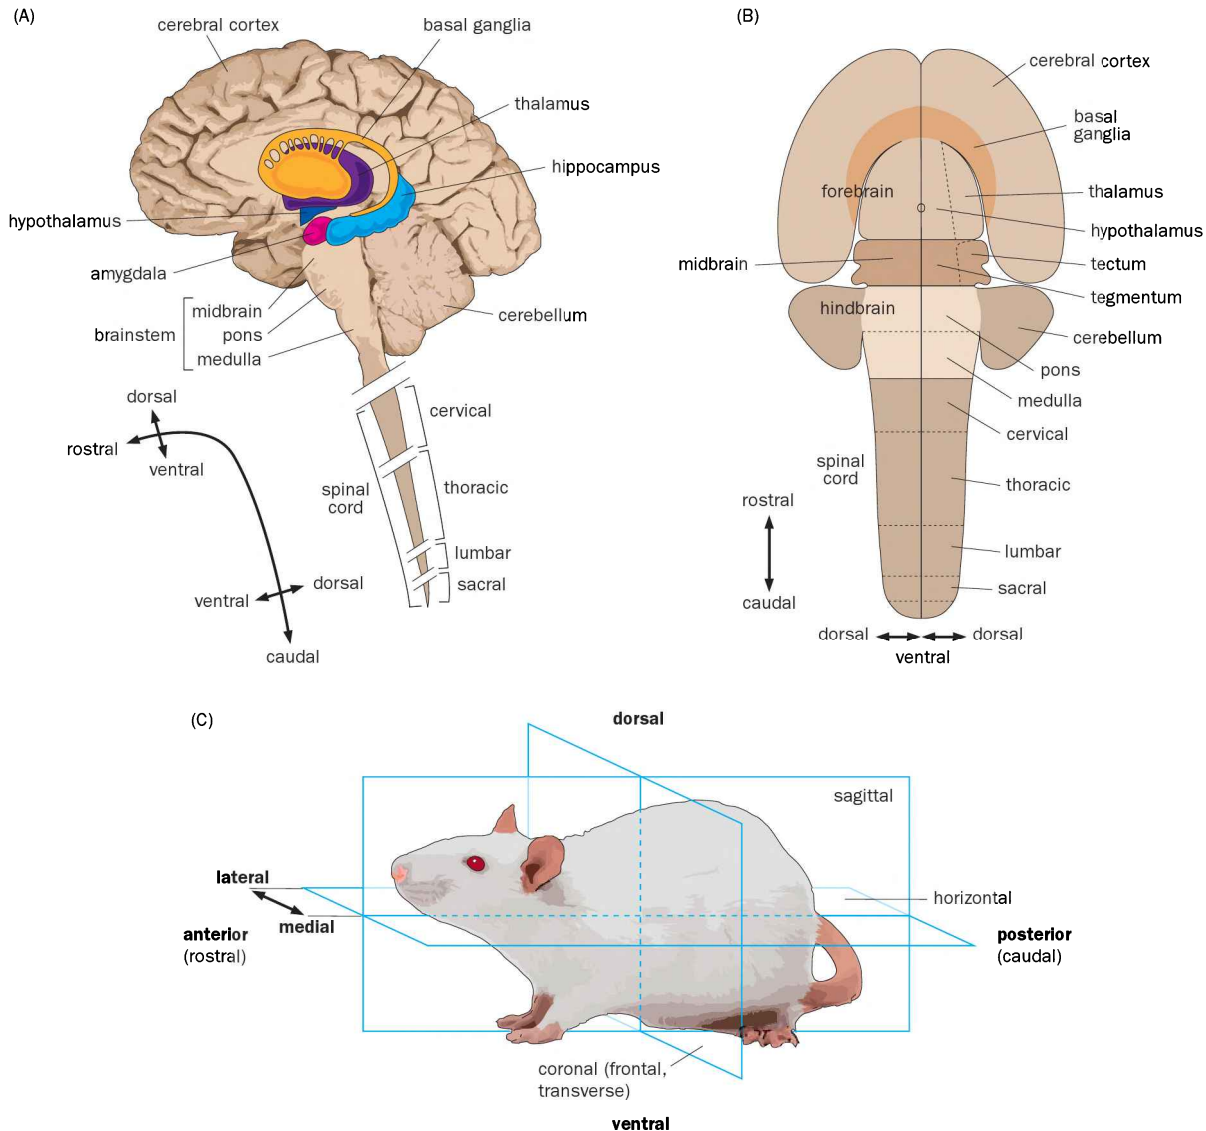 (A)
cerebral cortex
basal ganglia
thalamus
hippocampus
hypothalamus
amygdala
midbrain
brainstem
pons
medulla
cerebellum
dorsal
rostral
ventral
cervical
spinal
cord
thoracic
lumbar
sacral
dorsal
ventral
caudal
(B)
cerebral cortex
basal
ganglia
forebrain
thalamus
hypothalamus
midbrain
tectum
tegmentum
hindbrain
cerebellum
pons
medulla
cervical
spinal
cord
thoracic
rostral
lumbar
sacral
caudal
dorsal
dorsal
ventral
(C)
dorsal
sagittal
lateral
horizontal
medial
anterior
(rostral)
posterior
(caudal)
coronal (frontal,
transverse)
ventral